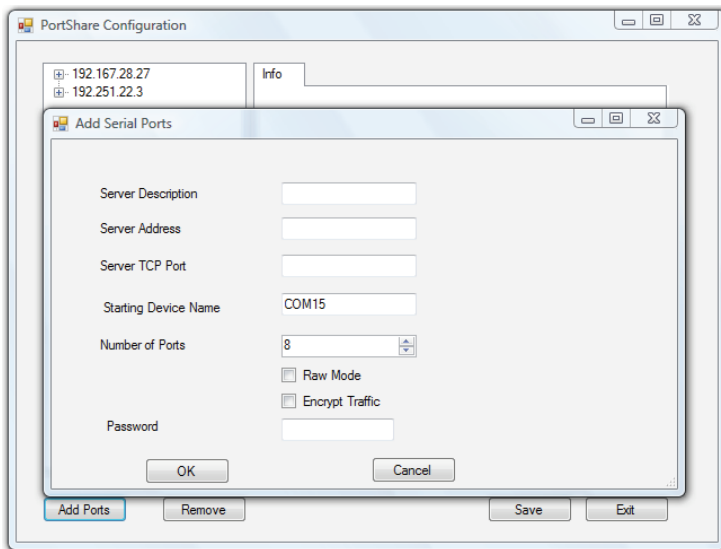 PortShare Configuration
192.167.28.27
192.251.22.3
Info
Add Serial Ports
Server Description
Server Address
Server TCP Port
Starting Device Name COM15
Number of Ports 8
Raw Mode
Encrypt Traffic
Password
OK Cancel
Add Ports Remove Save Exit